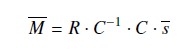 M̅ = R · C⁻¹ · C · s̅